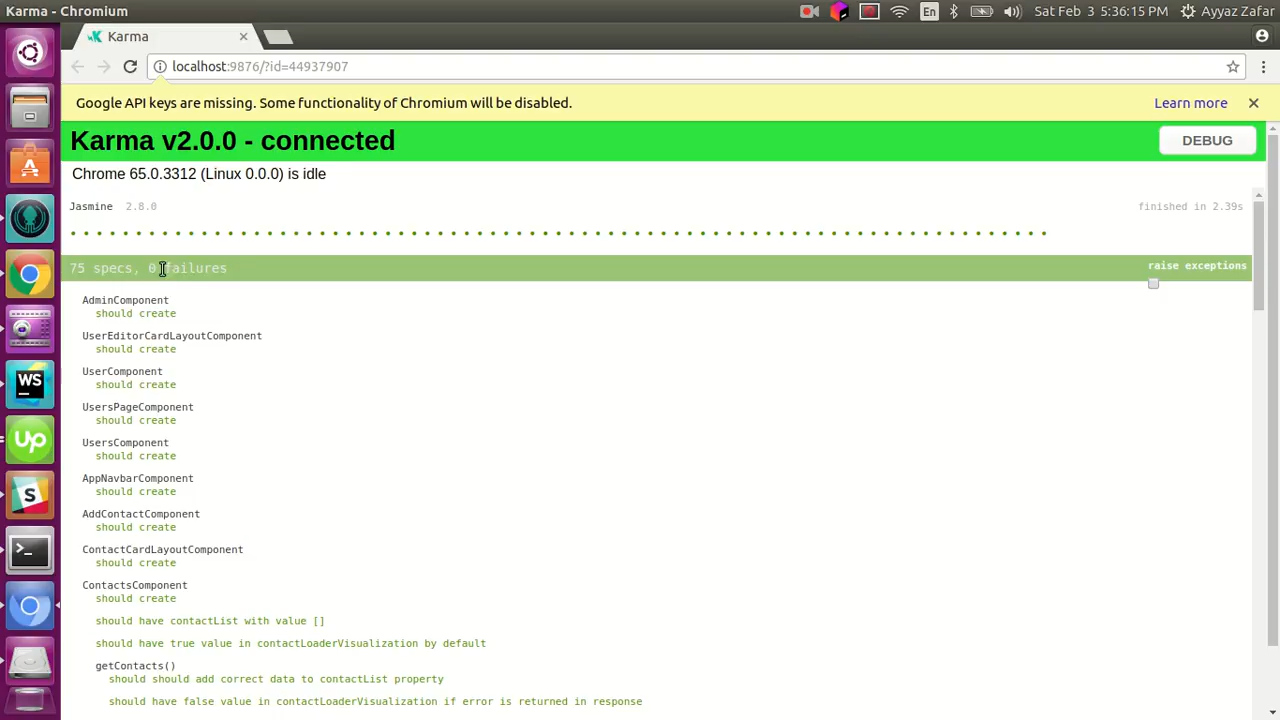 Karma - Chromium
En
Sat Feb 3 5:36:15 PM
Ayyaz Zafar
Karma
localhost:9876/?id=44937907
Google API keys are missing. Some functionality of Chromium will be disabled.
Learn more
Karma v2.0.0 - connected
DEBUG
Chrome 65.0.3312 (Linux 0.0.0) is idle
Jasmine 2.8.0
finished in 2.39s
75 specs, 0 failures
raise exceptions
AdminComponent
should create
UserEditorCardLayoutComponent
should create
UserComponent
should create
UsersPageComponent
should create
UsersComponent
should create
AppNavbarComponent
should create
AddContactComponent
should create
ContactCardLayoutComponent
should create
ContactsComponent
should create
should have contactList with value []
should have true value in contactLoaderVisualization by default
getContacts()
should should add correct data to contactList property
should have false value in contactLoaderVisualization if error is returned in response
WS
Up
S